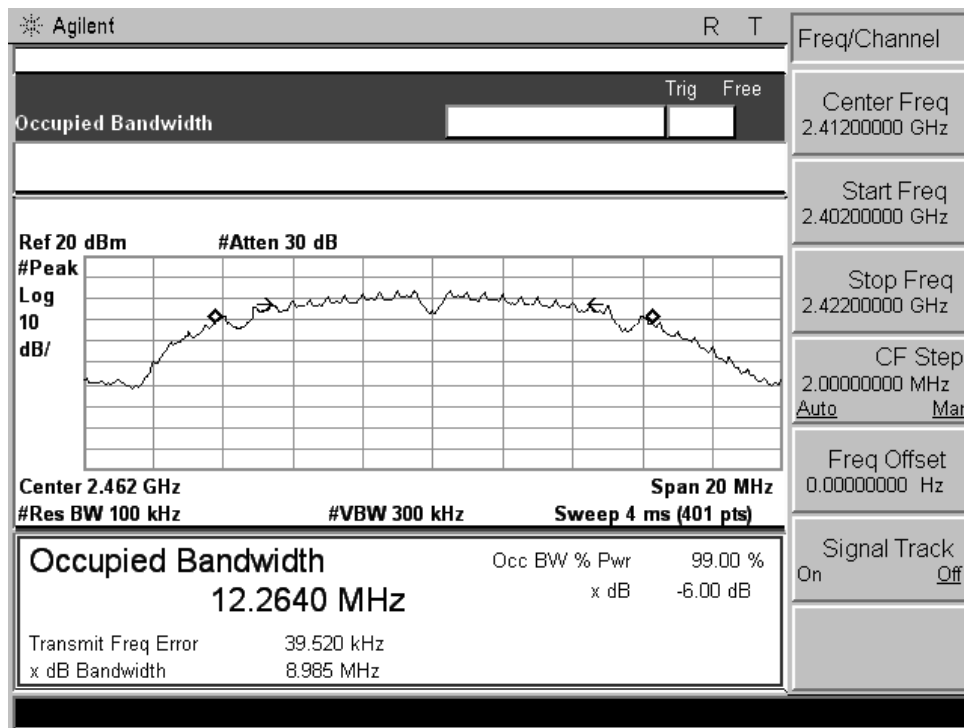 Agilent
R T
Freq/Channel
Trig Free
Occupied Bandwidth
Center Freq
2.41200000 GHz
Start Freq
2.40200000 GHz
Stop Freq
2.42200000 GHz
CF Step
2.00000000 MHz
Auto Man
Freq Offset
0.00000000 Hz
Signal Track
On Off
Ref 20 dBm #Atten 30 dB
#Peak
Log
10
dB/
Center 2.462 GHz Span 20 MHz
#Res BW 100 kHz #VBW 300 kHz Sweep 4 ms (401 pts)
Occupied Bandwidth
12.2640 MHz
Occ BW % Pwr 99.00 %
x dB -6.00 dB
Transmit Freq Error 39.520 kHz
x dB Bandwidth 8.985 MHz